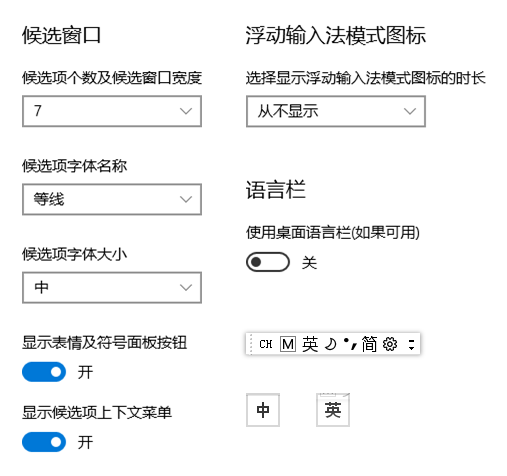 候选窗口
候选项个数及候选窗口宽度
7
候选项字体名称
等线
候选项字体大小
中
显示表情及符号面板按钮
开
显示候选项上下文菜单
开
浮动输入法模式图标
选择显示浮动输入法模式图标的时长
从不显示
语言栏
使用桌面语言栏(如果可用)
关
CH M 英 简
中 英